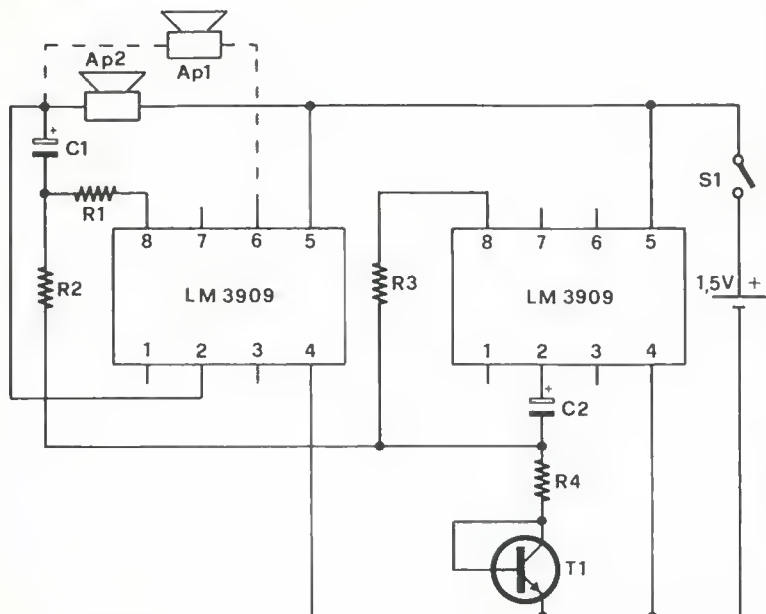 Ap2
Ap1
+
C1
R1
S1
8 7 6 5
8 7 6 5
R2
LM 3909
R3
LM 3909
1,5V +
1 2 3 4
1 2 3 4
+
C2
R4
T1